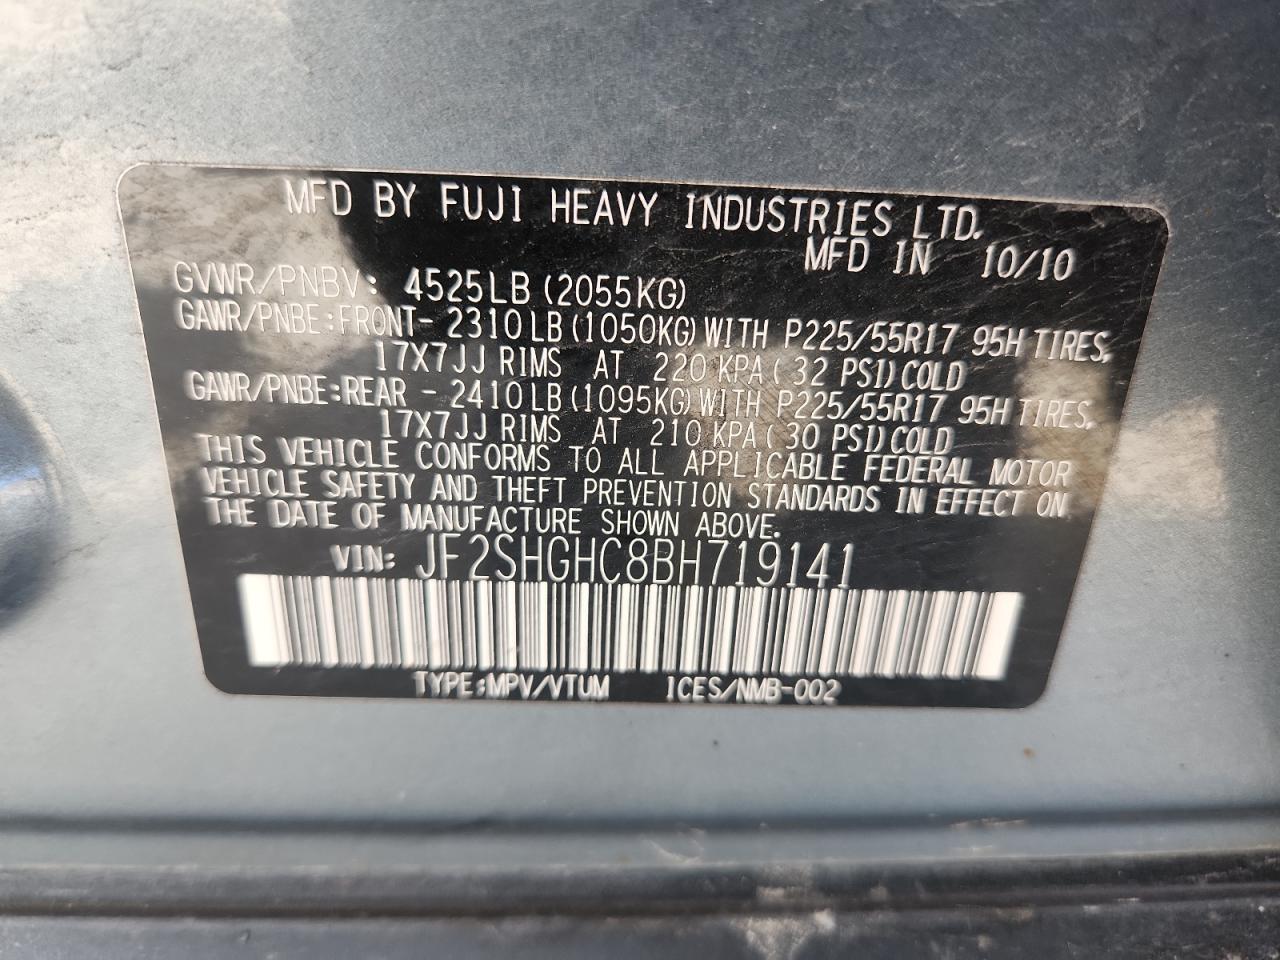 MFD BY FUJI HEAVY INDUSTRIES LTD.
MFD IN 10/10
GVWR/PNBV: 4525LB (2055KG)
GAWR/PNBE:FRONT- 2310LB (1050KG) WITH P225/55R17 95H TIRES,
17X7JJ RIMS AT 220 KPA ( 32 PSI) COLD
GAWR/PNBE:REAR - 2410LB (1095KG) WITH P225/55R17 95H TIRES,
17X7JJ RIMS AT 210 KPA ( 30 PSI) COLD
THIS VEHICLE CONFORMS TO ALL APPLICABLE FEDERAL MOTOR
VEHICLE SAFETY AND THEFT PREVENTION STANDARDS IN EFFECT ON
THE DATE OF MANUFACTURE SHOWN ABOVE.
VIN: JF2SHGHC8BH719141
TYPE:MPV/VTUM ICES/NMB-002